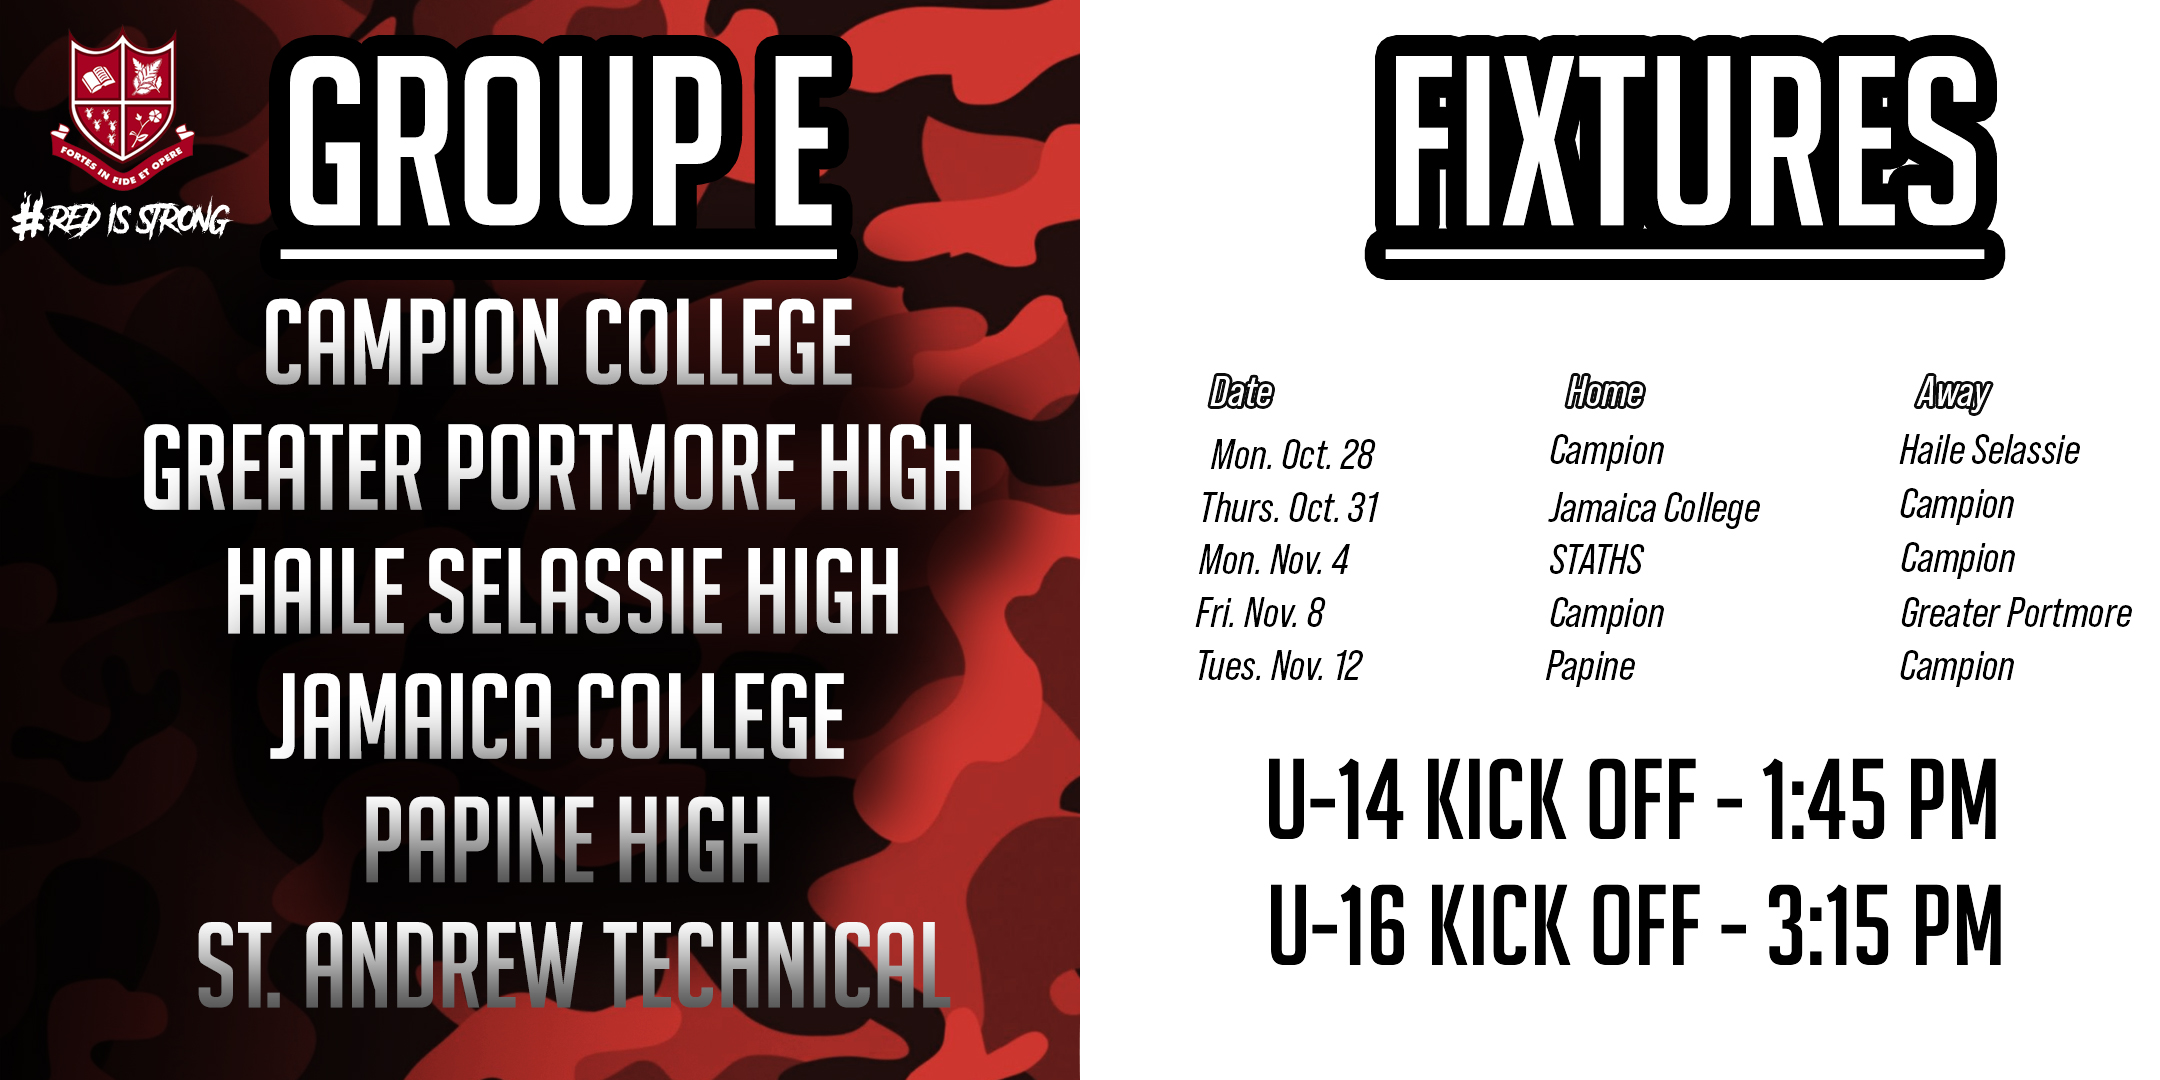 FORTES IN FIDE ET OPERE
#RED IS STRONG
GROUP E
CAMPION COLLEGE
GREATER PORTMORE HIGH
HAILE SELASSIE HIGH
JAMAICA COLLEGE
PAPINE HIGH
ST. ANDREW TECHNICAL
FIXTURES
Date Home Away
Mon. Oct. 28 Campion Haile Selassie
Thurs. Oct. 31 Jamaica College Campion
Mon. Nov. 4 STATHS Campion
Fri. Nov. 8 Campion Greater Portmore
Tues. Nov. 12 Papine Campion
U-14 KICK OFF - 1:45 PM
U-16 KICK OFF - 3:15 PM